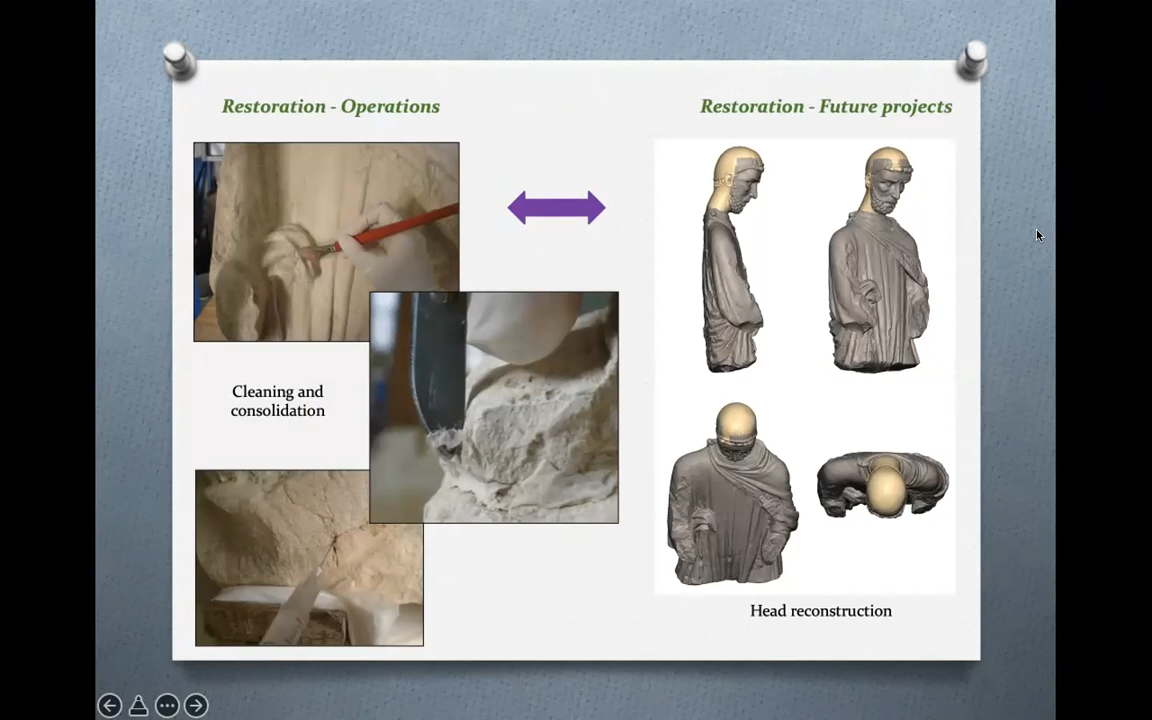 Restoration - Operations
Restoration - Future projects
Cleaning and
consolidation
Head reconstruction